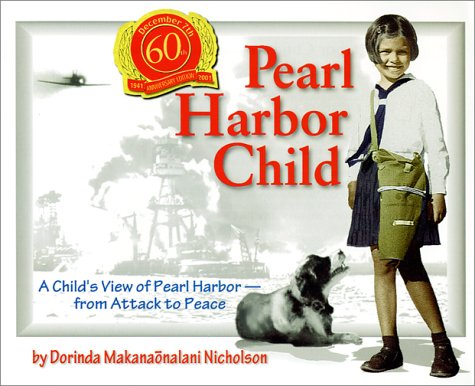 December 7th
60th
1941 ANNIVERSARY EDITION 2001
Pearl
Harbor
Child
A Child's View of Pearl Harbor —
from Attack to Peace
by Dorinda Makanaōnalani Nicholson